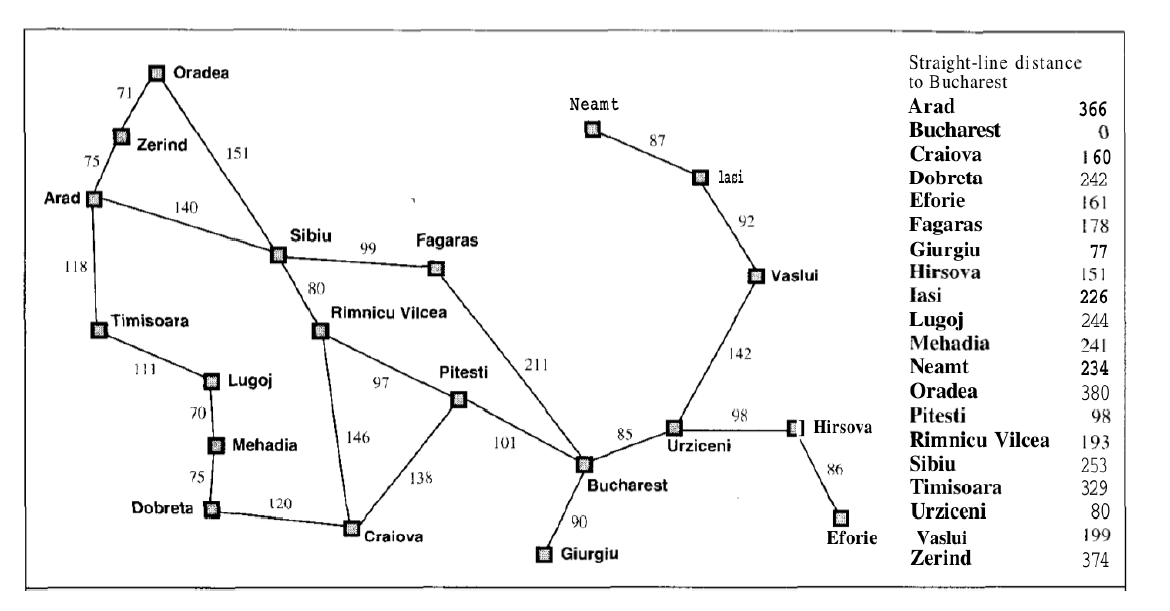 Oradea
71
Neamt
Zerind
87
75
151
Iasi
Arad
140
92
Sibiu
99
Fagaras
118
80
Vaslui
Rimnicu Vilcea
Timisoara
111
211
142
Lugoj
97
Pitesti
70
98
Hirsova
Mehadia
146
101
85
Urziceni
75
138
86
Bucharest
Dobreta
120
90
Craiova
Giurgiu
Eforie
Straight-line distance
to Bucharest
Arad 366
Bucharest 0
Craiova 160
Dobreta 242
Eforie 161
Fagaras 178
Giurgiu 77
Hirsova 151
Iasi 226
Lugoj 244
Mehadia 241
Neamt 234
Oradea 380
Pitesti 98
Rimnicu Vilcea 193
Sibiu 253
Timisoara 329
Urziceni 80
Vaslui 199
Zerind 374